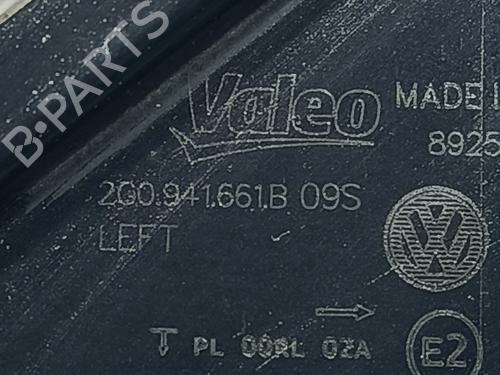 B-PARTS
Valeo
MADE I
8925
2G0.941.661.B 09S
LEFT
T PL 00RL 02A
E2